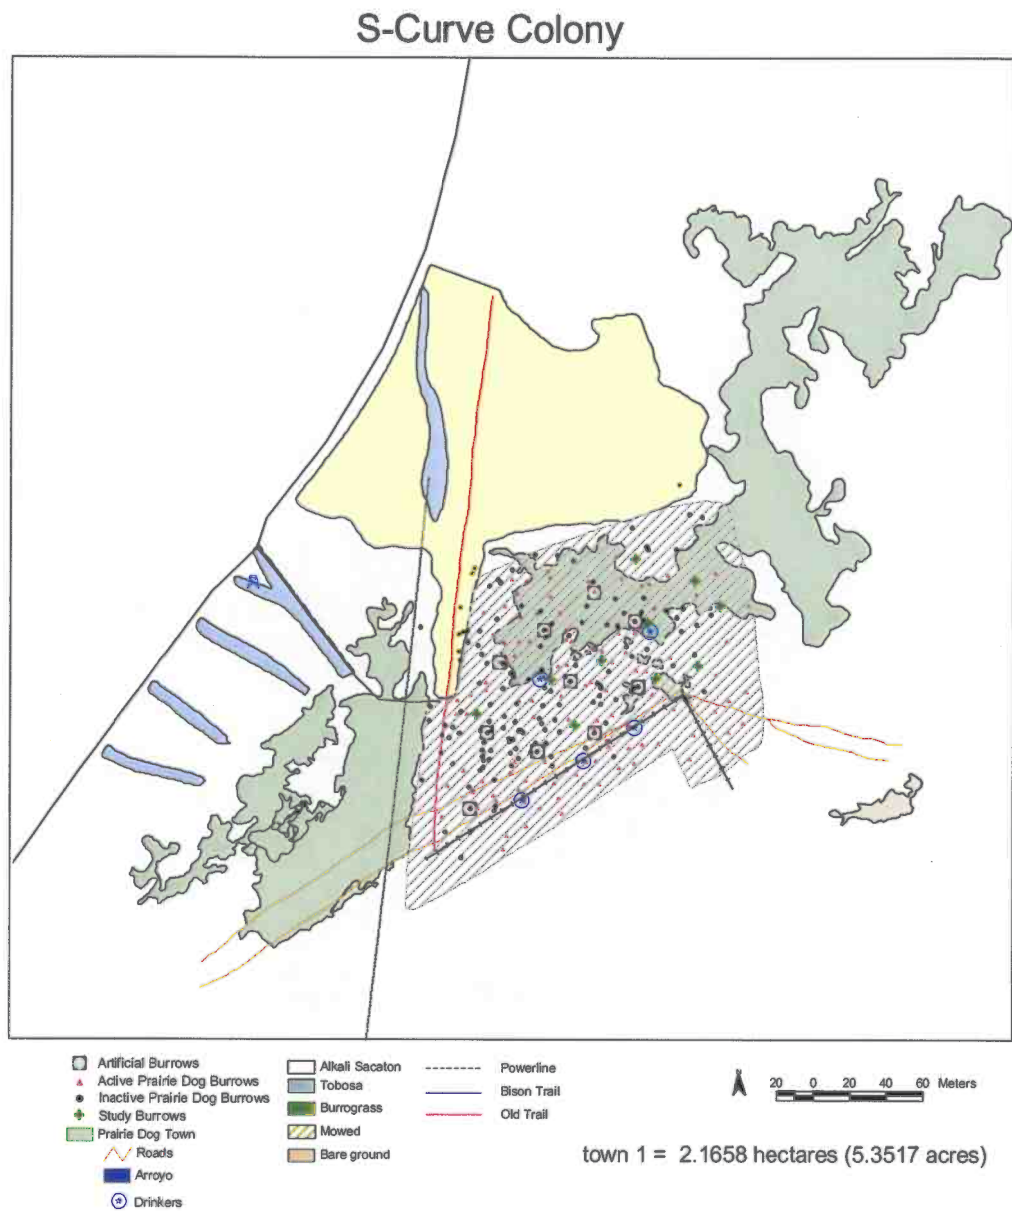 S-Curve Colony
Artificial Burrows
Active Prairie Dog Burrows
Inactive Prairie Dog Burrows
Study Burrows
Prairie Dog Town
Roads
Arroyo
Drinkers
Alkali Sacaton
Tobosa
Burrograss
Mowed
Bare ground
Powerline
Bison Trail
Old Trail
20 0 20 40 60 Meters
town 1 = 2.1658 hectares (5.3517 acres)